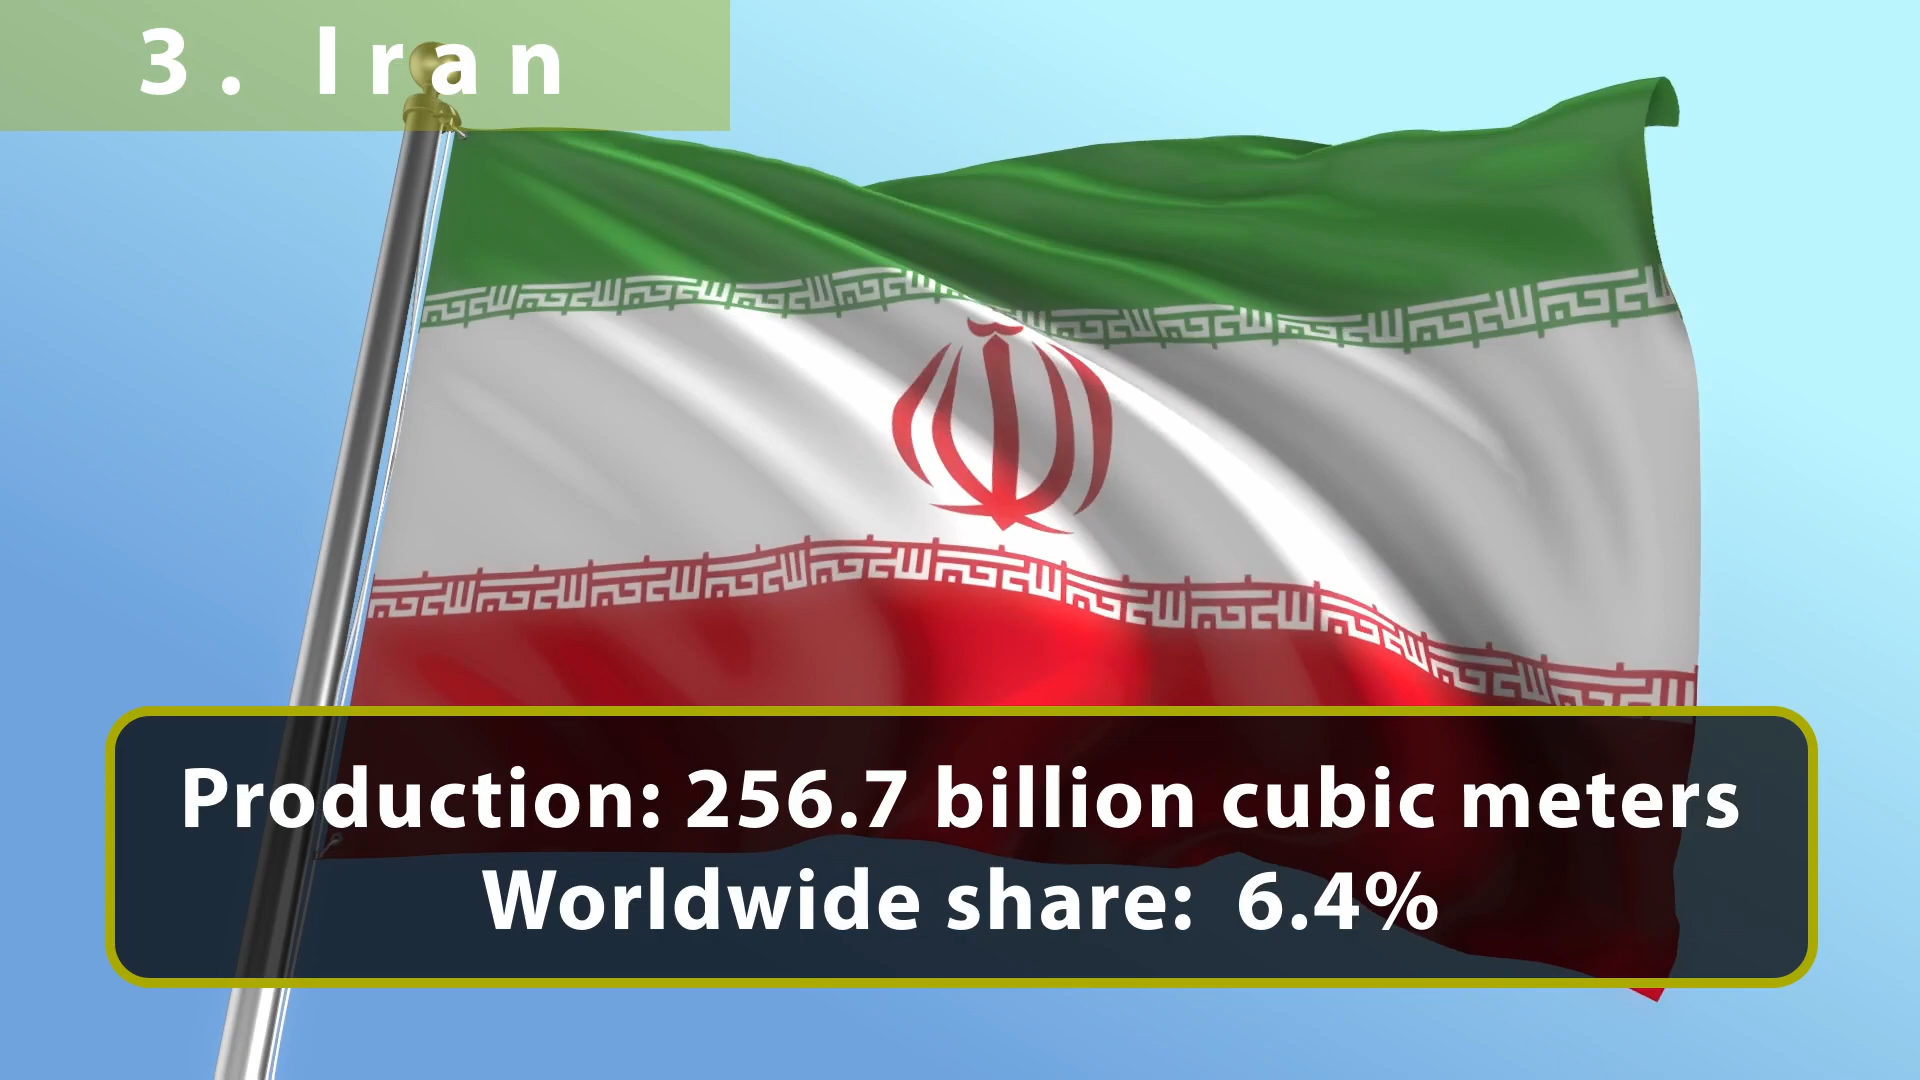 3. Iran
Production: 256.7 billion cubic meters
Worldwide share: 6.4%